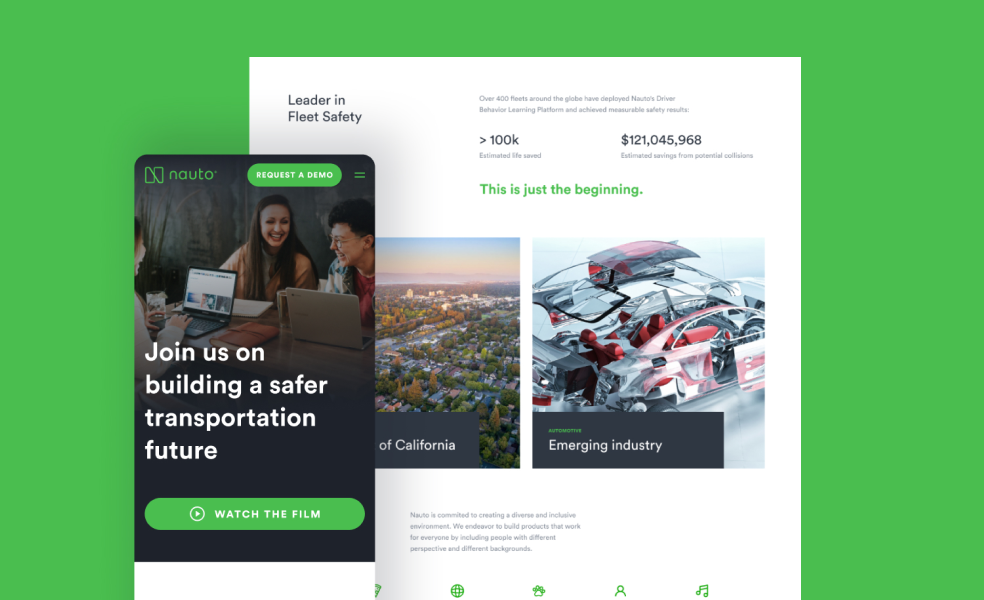 Leader in
Fleet Safety
Over 400 fleets around the globe have deployed Nauto's Driver
Behavior Learning Platform and achieved measurable safety results:
> 100k
$121,045,968
Estimated life saved
Estimated savings from potential collisions
This is just the beginning.
nauto
REQUEST A DEMO
Join us on
building a safer
transportation
future
WATCH THE FILM
of California
AUTOMOTIVE
Emerging industry
Nauto is commited to creating a diverse and inclusive
environment. We endeavor to build products that work
for everyone by including people with different
perspective and different backgrounds.